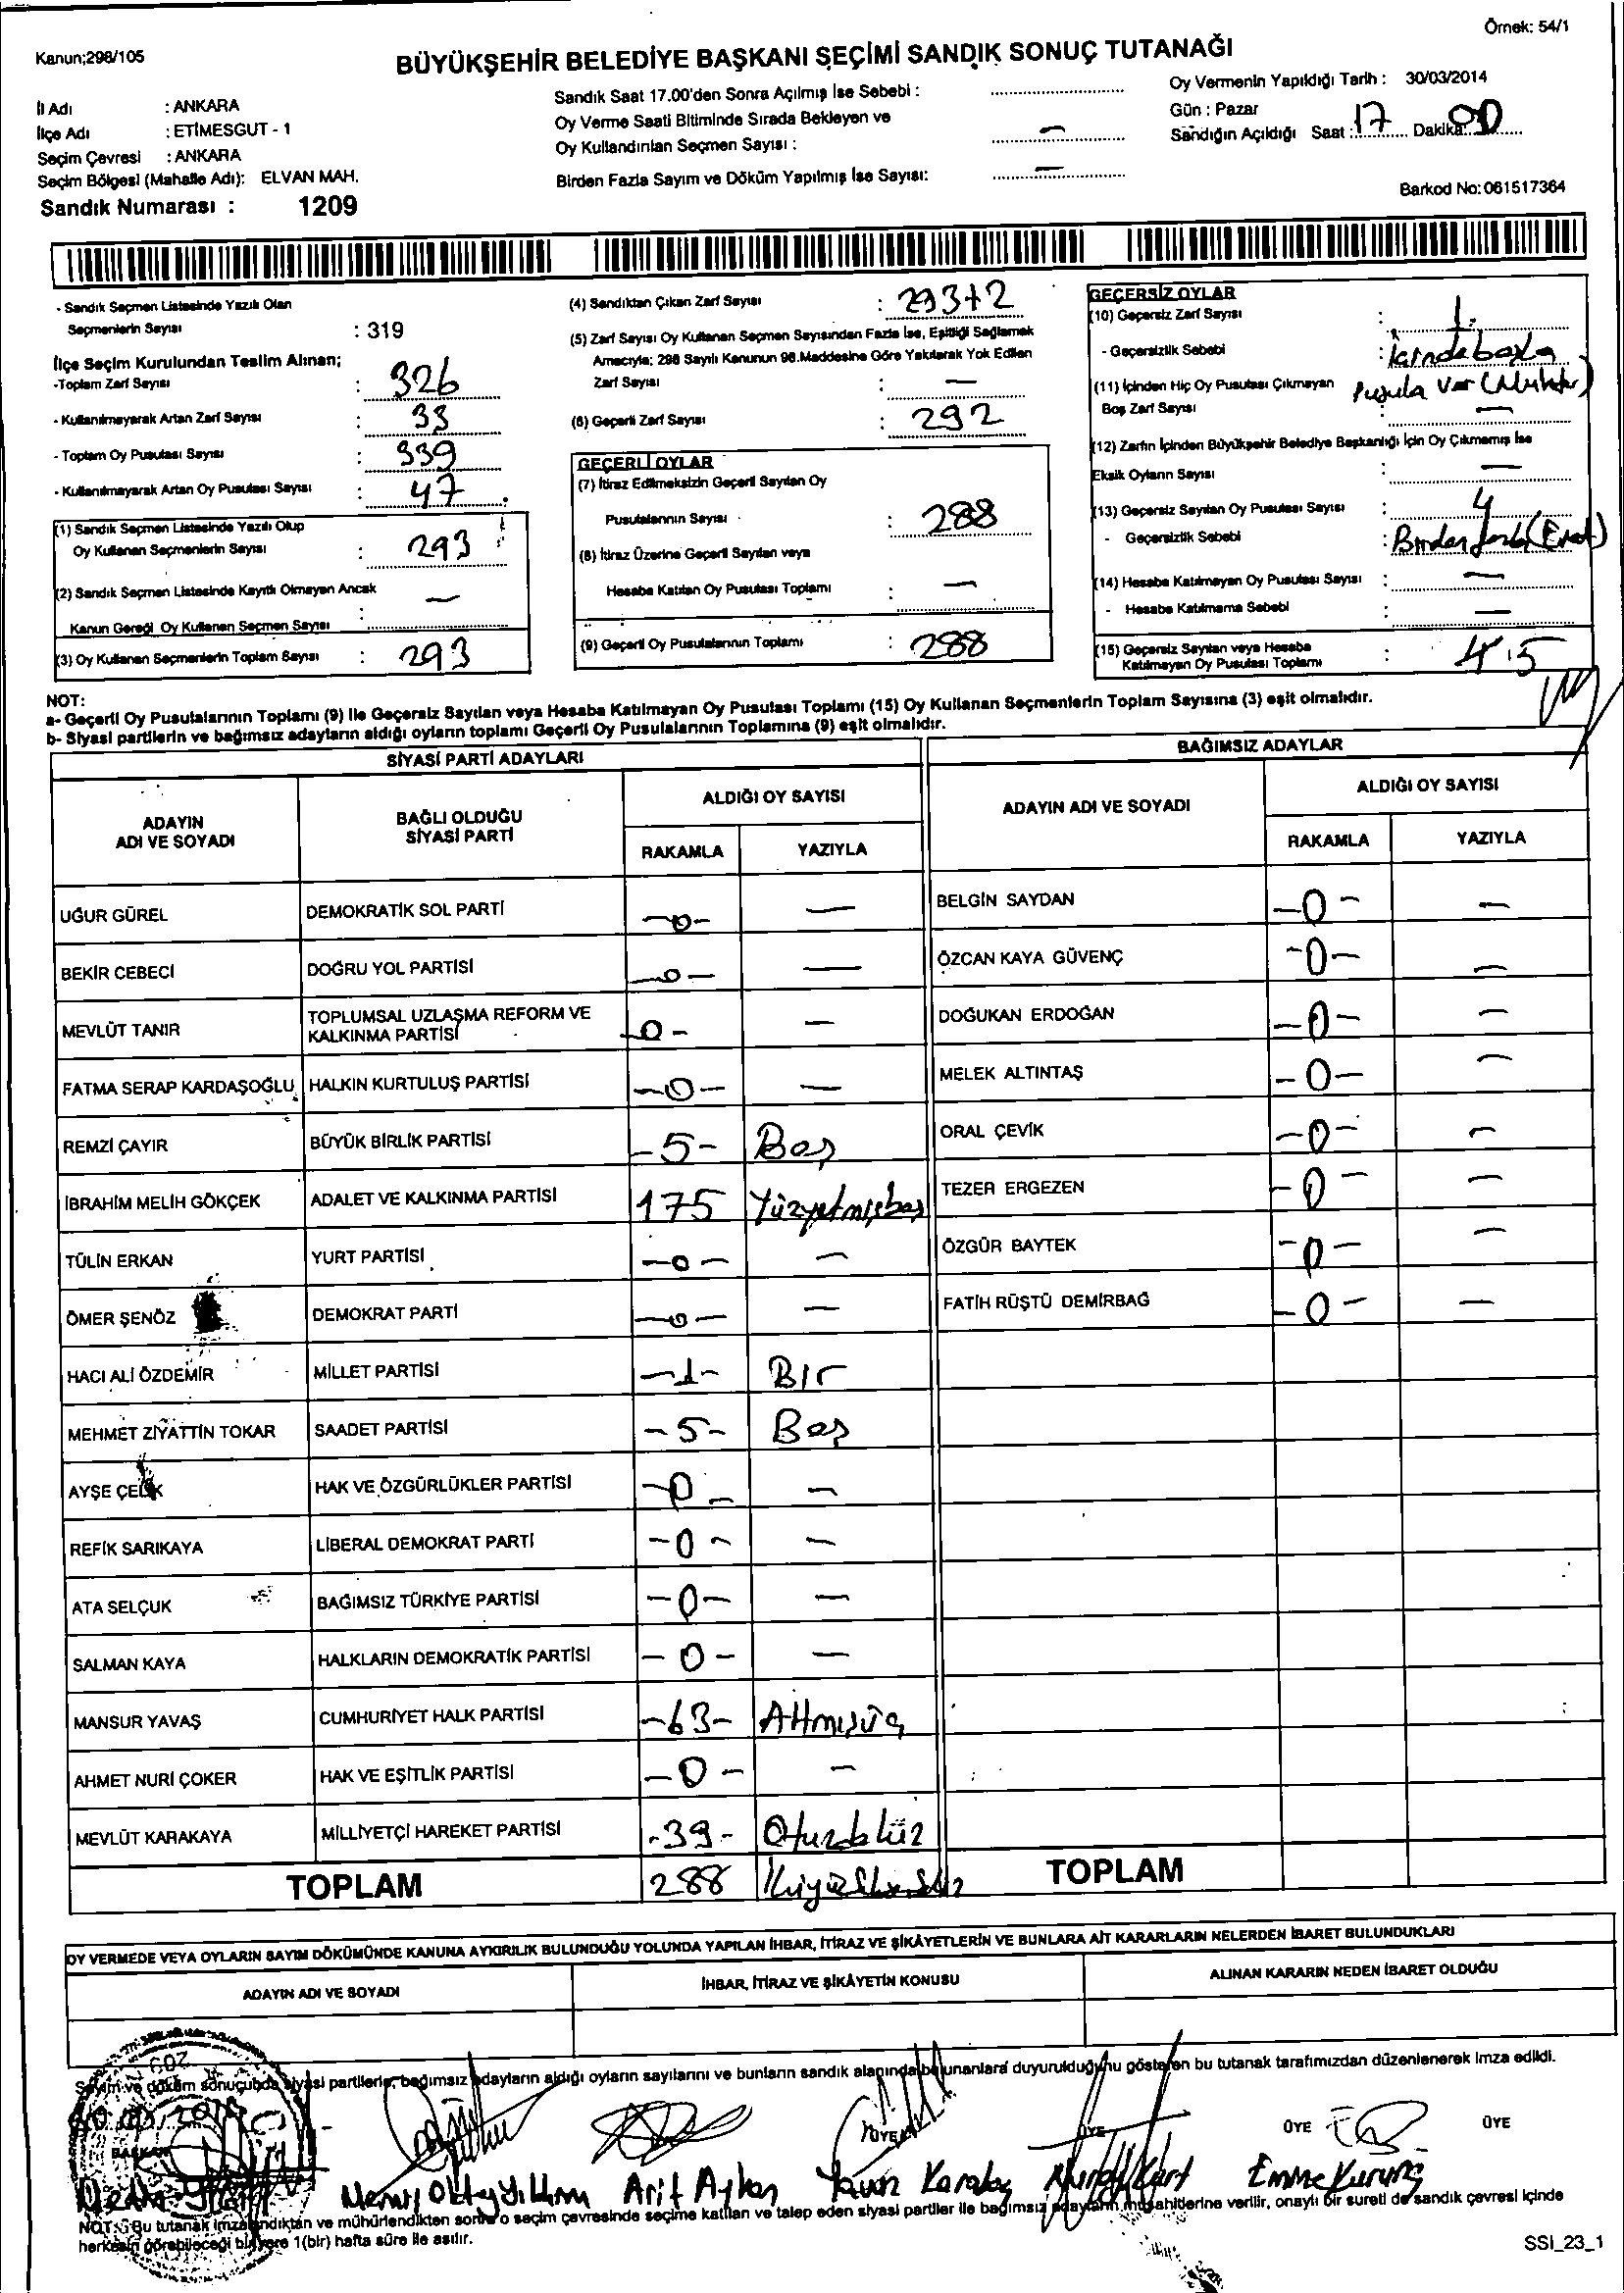 Örnek: 54/1
Kanun;298/105
BÜYÜKŞEHİR BELEDİYE BAŞKANI SEÇİMİ SANDIK SONUÇ TUTANAĞI
İl Adı : ANKARA
İlçe Adı : ETİMESGUT - 1
Seçim Çevresi : ANKARA
Seçim Bölgesi (Mahalle Adı): ELVAN MAH.
Sandık Numarası : 1209
Sandık Saat 17.00'den Sonra Açılmış İse Sebebi :
Oy Verme Saati Bitiminde Sırada Bekleyen ve
Oy Kullandırılan Seçmen Sayısı : –
Birden Fazla Sayım ve Döküm Yapılmış İse Sayısı: –
Oy Vermenin Yapıldığı Tarih : 30/03/2014
Gün : Pazar
Sandığın Açıldığı Saat : 17 Dakika: 00
Barkod No: 061517364
- Sandık Seçmen Listesinde Yazılı Olan
Seçmenlerin Sayısı : 319
İlçe Seçim Kurulundan Teslim Alınan;
-Toplam Zarf Sayısı : 326
- Kullanılmayarak Artan Zarf Sayısı : 33
- Toplam Oy Pusulası Sayısı : 339
- Kullanılmayarak Artan Oy Pusulası Sayısı : 47
(1) Sandık Seçmen Listesinde Yazılı Olup
Oy Kullanan Seçmenlerin Sayısı : 293
(2) Sandık Seçmen Listesinde Kayıtlı Olmayan Ancak
Kanun Gereği Oy Kullanan Seçmen Sayısı : –
(3) Oy Kullanan Seçmenlerin Toplam Sayısı : 293
(4) Sandıktan Çıkan Zarf Sayısı :
(5) Zarf Sayısı Oy Kullanan Seçmen Sayısından Fazla İse, Eşitliği Sağlamak
Amacıyla; 298 Sayılı Kanunun 98.Maddesine Göre Yakılarak Yok Edilen
Zarf Sayısı : –
(6) Geçerli Zarf Sayısı : 292
GEÇERLİ OYLAR
(7) İtiraz Edilmeksizin Geçerli Sayılan Oy
Pusulalarının Sayısı : 288
(8) İtiraz Üzerine Geçerli Sayılan veya
Hesaba Katılan Oy Pusulası Toplamı : –
(9) Geçerli Oy Pusulalarının Toplamı : 288
GEÇERSİZ OYLAR
(10) Geçersiz Zarf Sayısı : 1.
- Geçersizlik Sebebi : içinde başka
pusula var (Muhtar)
(11) İçinden Hiç Oy Pusulası Çıkmayan
Boş Zarf Sayısı : –
(12) Zarfın İçinden Büyükşehir Belediye Başkanlığı İçin Oy Çıkmamış İse
Eksik Oyların Sayısı : –
(13) Geçersiz Sayılan Oy Pusulası Sayısı : 4
- Geçersizlik Sebebi : Birden fazla (Evet)
(14) Hesaba Katılmayan Oy Pusulası Sayısı : –
- Hesaba Katılmama Sebebi : –
(15) Geçersiz Sayılan veya Hesaba
Katılmayan Oy Pusulası Toplamı : 4 5
NOT:
a- Geçerli Oy Pusulalarının Toplamı (9) ile Geçersiz Sayılan veya Hesaba Katılmayan Oy Pusulası Toplamı (15) Oy Kullanan Seçmenlerin Toplam Sayısına (3) eşit olmalıdır.
b- Siyasi partilerin ve bağımsız adayların aldığı oyların toplamı Geçerli Oy Pusulalarının Toplamına (9) eşit olmalıdır.
SİYASİ PARTİ ADAYLARI
ADAYIN ADI VE SOYADI
BAĞLI OLDUĞU SİYASİ PARTİ
ALDIĞI OY SAYISI
RAKAMLA YAZIYLA
UĞUR GÜREL DEMOKRATİK SOL PARTİ -0- –
BEKİR CEBECİ DOĞRU YOL PARTİSİ -0- –
MEVLÜT TANIR TOPLUMSAL UZLAŞMA REFORM VE KALKINMA PARTİSİ -0- –
FATMA SERAP KARDAŞOĞLU HALKIN KURTULUŞ PARTİSİ -0- –
REMZİ ÇAYIR BÜYÜK BİRLİK PARTİSİ -5- Beş
İBRAHİM MELİH GÖKÇEK ADALET VE KALKINMA PARTİSİ 175 Yüzyetmişbeş
TÜLİN ERKAN YURT PARTİSİ -0- –
ÖMER ŞENÖZ DEMOKRAT PARTİ -0- –
HACI ALİ ÖZDEMİR MİLLET PARTİSİ -1- Bir
MEHMET ZİYATTİN TOKAR SAADET PARTİSİ -5- Beş
AYŞE ÇELİK HAK VE ÖZGÜRLÜKLER PARTİSİ -0- –
REFİK SARIKAYA LİBERAL DEMOKRAT PARTİ -0- –
ATA SELÇUK BAĞIMSIZ TÜRKİYE PARTİSİ -0- –
SALMAN KAYA HALKLARIN DEMOKRATİK PARTİSİ -0- –
MANSUR YAVAŞ CUMHURİYET HALK PARTİSİ -63- Altmışüç
AHMET NURİ ÇOKER HAK VE EŞİTLİK PARTİSİ -0- –
MEVLÜT KARAKAYA MİLLİYETÇİ HAREKET PARTİSİ -39- Otuzdokuz
TOPLAM 288 İkiyüzseksensekiz
BAĞIMSIZ ADAYLAR
ADAYIN ADI VE SOYADI
ALDIĞI OY SAYISI
RAKAMLA YAZIYLA
BELGİN SAYDAN -0- –
ÖZCAN KAYA GÜVENÇ -0- –
DOĞUKAN ERDOĞAN -0- –
MELEK ALTINTAŞ -0- –
ORAL ÇEVİK -0- –
TEZER ERGEZEN -0- –
ÖZGÜR BAYTEK -0- –
FATİH RÜŞTÜ DEMİRBAĞ -0- –
TOPLAM
OY VERMEDE VEYA OYLARIN SAYIM DÖKÜMÜNDE KANUNA AYKIRILIK BULUNDUĞU YOLUNDA YAPILAN İHBAR, İTİRAZ VE ŞİKÂYETLERİN VE BUNLARA AİT KARARLARIN NELERDEN İBARET BULUNDUKLARI
ADAYIN ADI VE SOYADI İHBAR, İTİRAZ VE ŞİKÂYETİN KONUSU ALINAN KARARIN NEDEN İBARET OLDUĞU
Sayım ve döküm sonucunda siyasi partilerle, bağımsız adayların aldığı oyların sayılarını ve bunların sandık alanında bulunanlara duyurulduğunu gösteren bu tutanak tarafımızdan düzenlenerek imza edildi.
BAŞKAN ÜYE ÜYE ÜYE ÜYE
Arif Aykan Yavuz Karabağ Nuray Kurt Emine Kurunç
NOT: Bu tutanak imzalandıktan ve mühürlendikten sonra o seçim çevresinde seçime katılan ve talep eden siyasi partiler ile bağımsız adayların müşahitlerine verilir, onaylı bir sureti de sandık çevresi içinde
herkesin görebileceği bir yere 1(bir) hafta süre ile asılır.
SSI_23_1